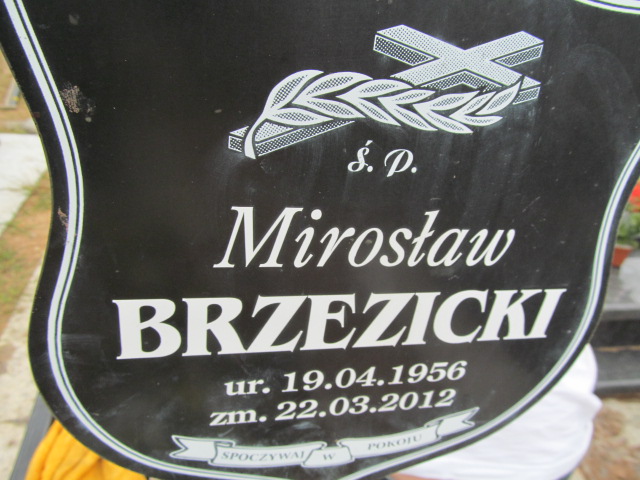 Ś. P.
Mirosław
BRZEZICKI
ur. 19.04.1956
zm. 22.03.2012
SPOCZYWAJ W POKOJU